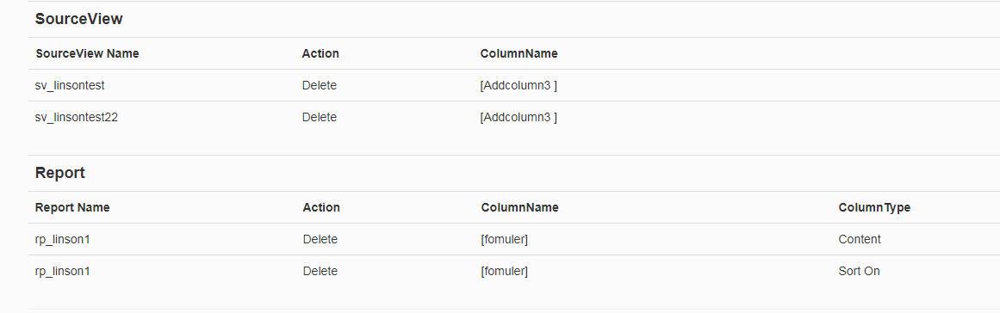 SourceView
SourceView Name Action ColumnName
sv_linsontest Delete [Addcolumn3 ]
sv_linsontest22 Delete [Addcolumn3 ]
Report
Report Name Action ColumnName ColumnType
rp_linson1 Delete [fomuler] Content
rp_linson1 Delete [fomuler] Sort On